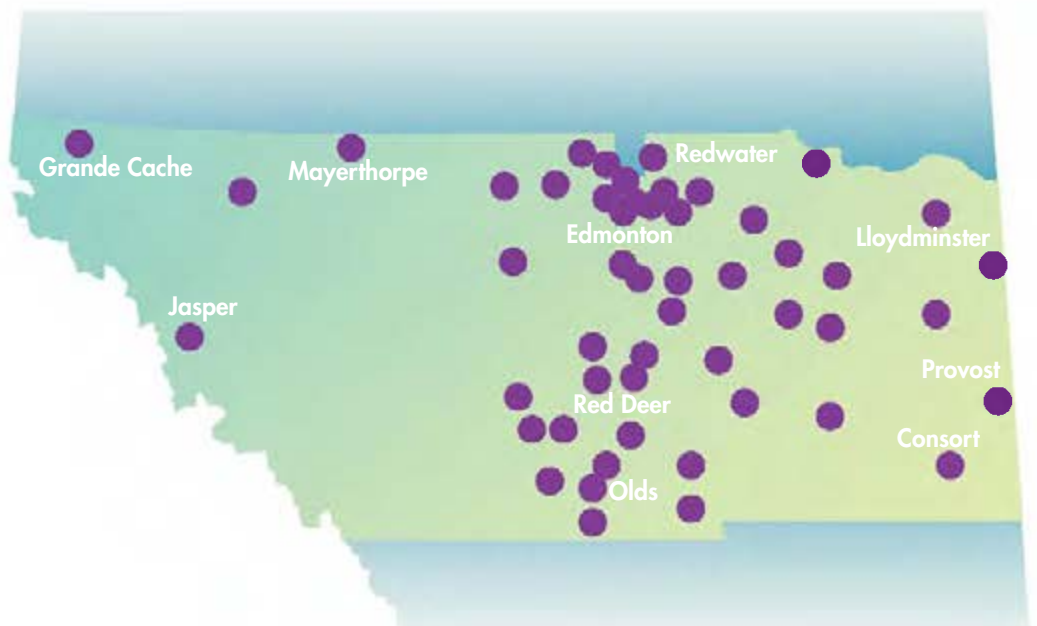 Redwater
Grande Cache
Mayerthorpe
Edmonton
Lloydminster
Jasper
Provost
Red Deer
Consort
Olds